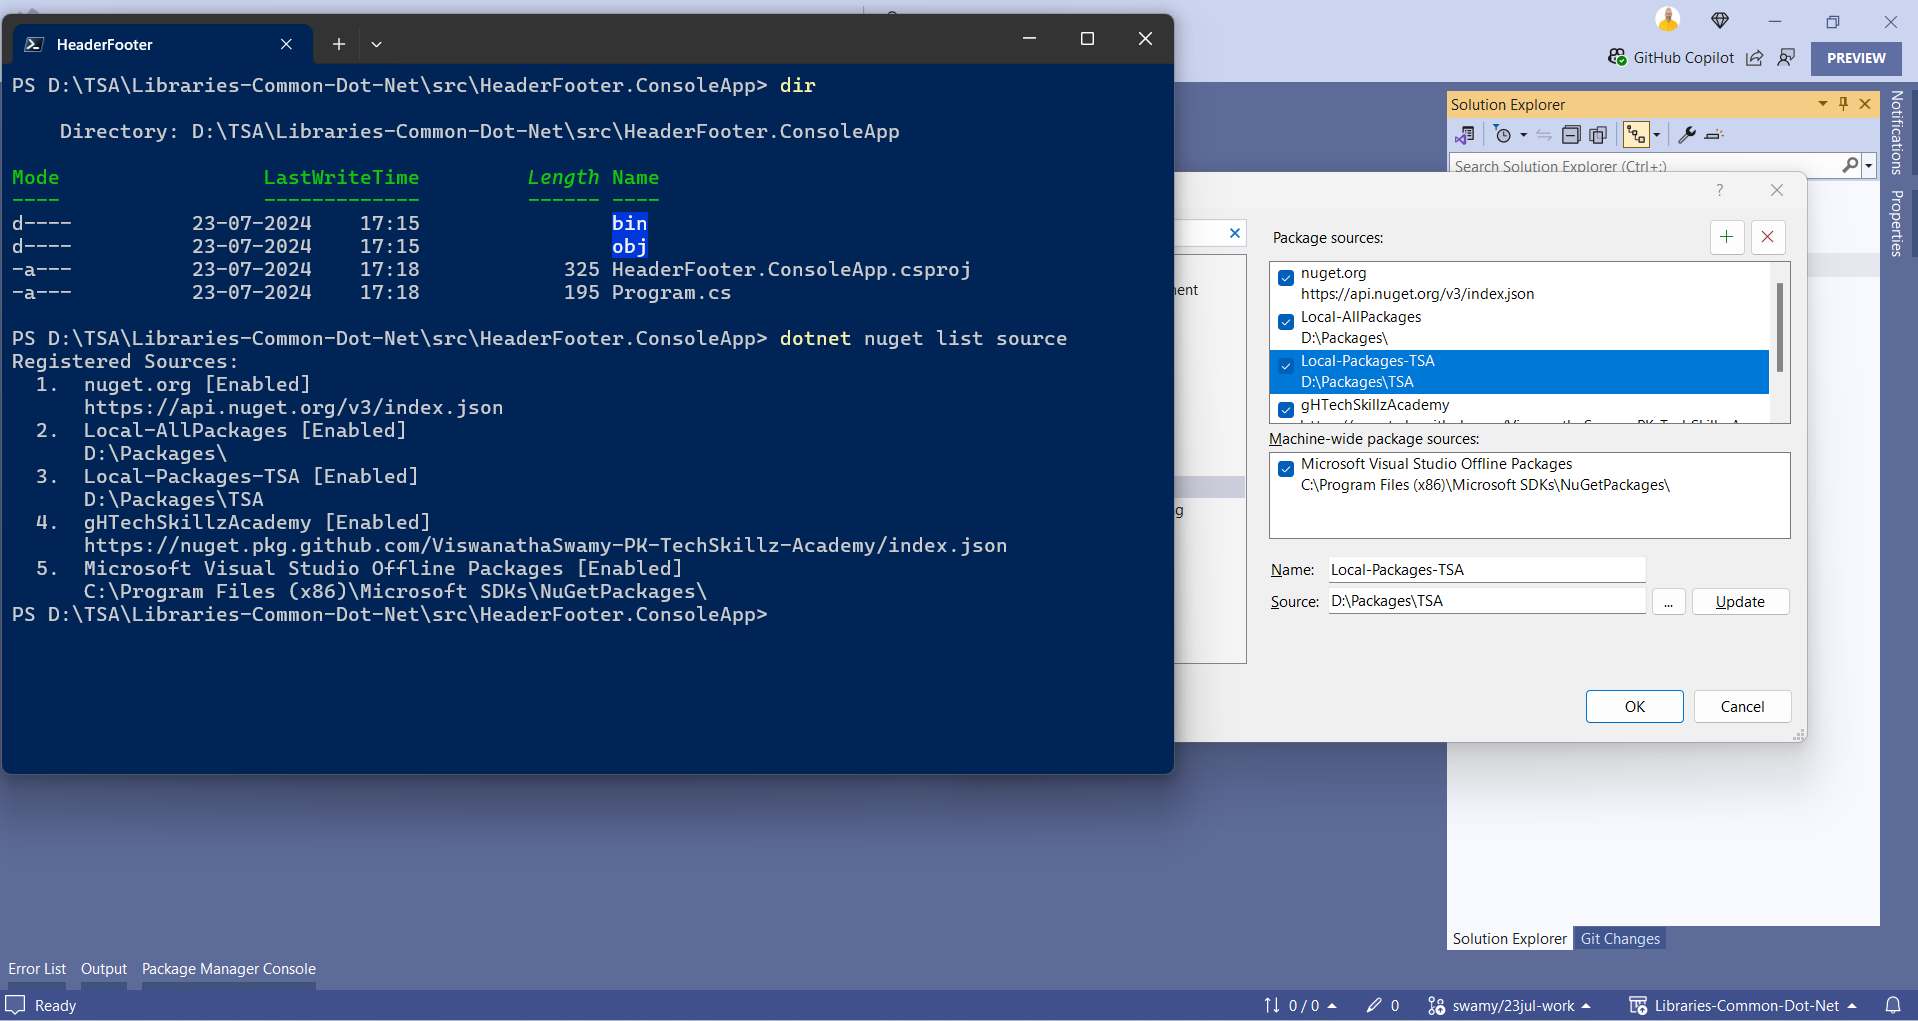 HeaderFooter
PS D:\TSA\Libraries-Common-Dot-Net\src\HeaderFooter.ConsoleApp> dir
Directory: D:\TSA\Libraries-Common-Dot-Net\src\HeaderFooter.ConsoleApp
Mode LastWriteTime Length Name
---- ------------- ------ ----
d---- 23-07-2024 17:15 bin
d---- 23-07-2024 17:15 obj
-a--- 23-07-2024 17:18 325 HeaderFooter.ConsoleApp.csproj
-a--- 23-07-2024 17:18 195 Program.cs
PS D:\TSA\Libraries-Common-Dot-Net\src\HeaderFooter.ConsoleApp> dotnet nuget list source
Registered Sources:
1. nuget.org [Enabled]
https://api.nuget.org/v3/index.json
2. Local-AllPackages [Enabled]
D:\Packages\
3. Local-Packages-TSA [Enabled]
D:\Packages\TSA
4. gHTechSkillzAcademy [Enabled]
https://nuget.pkg.github.com/ViswanathaSwamy-PK-TechSkillz-Academy/index.json
5. Microsoft Visual Studio Offline Packages [Enabled]
C:\Program Files (x86)\Microsoft SDKs\NuGetPackages\
PS D:\TSA\Libraries-Common-Dot-Net\src\HeaderFooter.ConsoleApp>
GitHub Copilot
PREVIEW
Solution Explorer
Search Solution Explorer (Ctrl+;)
Notifications
Properties
?
Package sources:
nuget.org
https://api.nuget.org/v3/index.json
Local-AllPackages
D:\Packages\
Local-Packages-TSA
D:\Packages\TSA
gHTechSkillzAcademy
Machine-wide package sources:
Microsoft Visual Studio Offline Packages
C:\Program Files (x86)\Microsoft SDKs\NuGetPackages\
Name: Local-Packages-TSA
Source: D:\Packages\TSA ... Update
OK Cancel
Solution Explorer Git Changes
Error List Output Package Manager Console
Ready 0 / 0 0 swamy/23jul-work Libraries-Common-Dot-Net